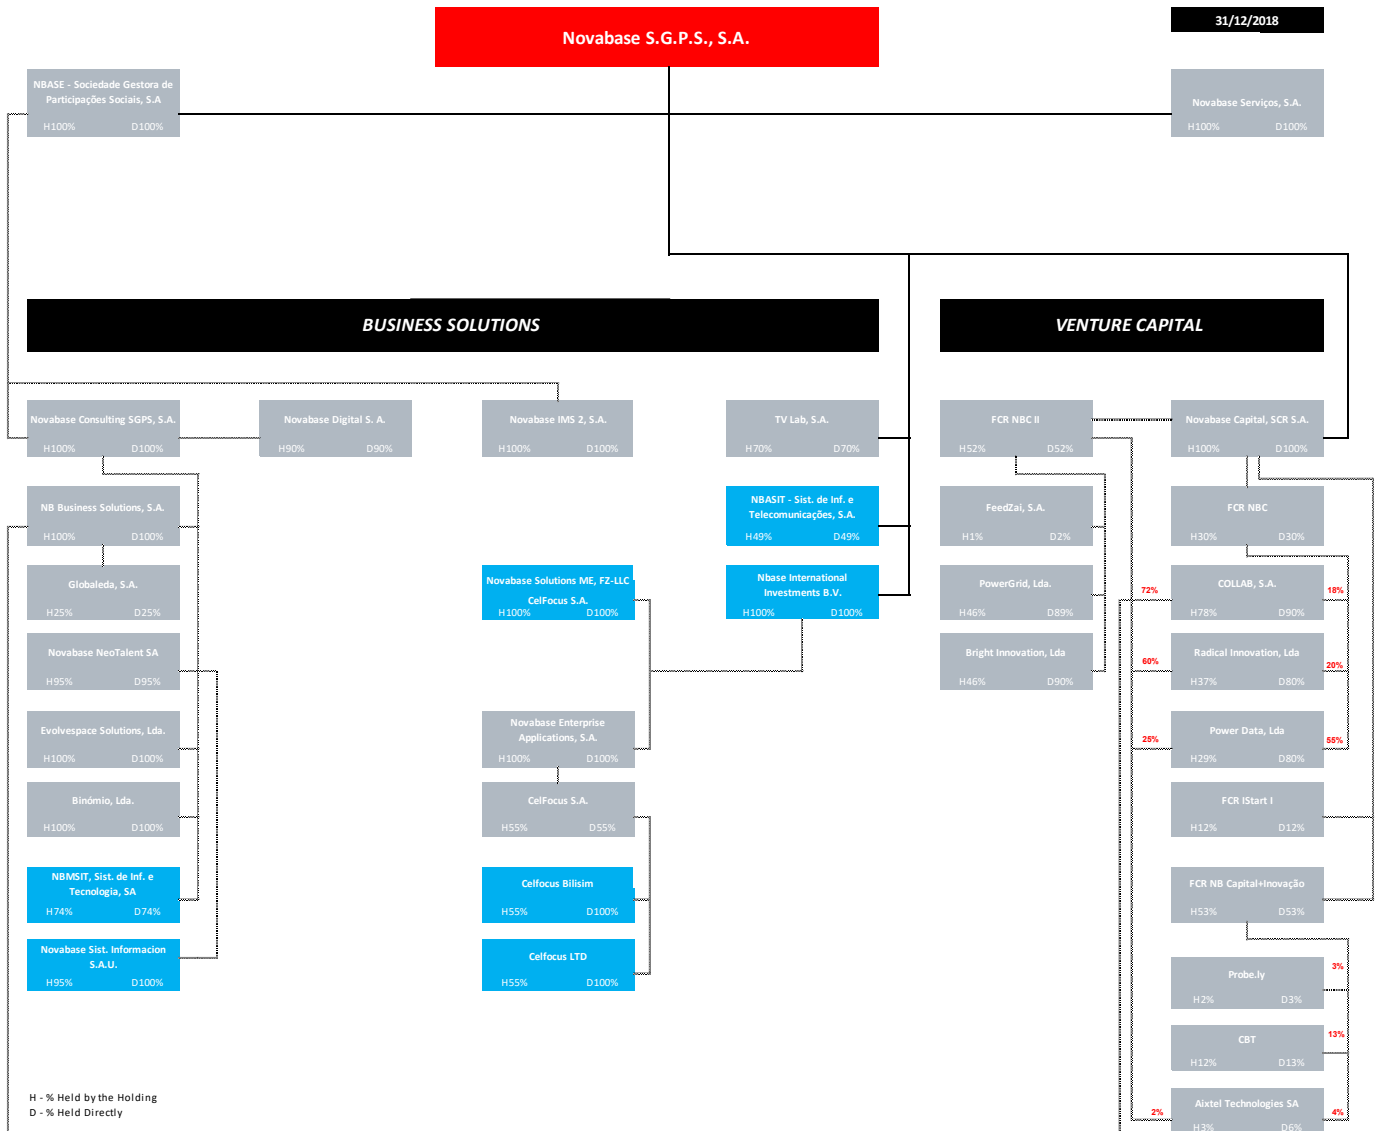 Novabase S.G.P.S., S.A.
31/12/2018
NBASE - Sociedade Gestora de
Participações Sociais, S.A
H100% D100%
Novabase Serviços, S.A.
H100% D100%
BUSINESS SOLUTIONS
VENTURE CAPITAL
Novabase Consulting SGPS, S.A.
H100% D100%
Novabase Digital S. A.
H90% D90%
Novabase IMS 2, S.A.
H100% D100%
TV Lab, S.A.
H70% D70%
FCR NBC II
H52% D52%
Novabase Capital, SCR S.A.
H100% D100%
NB Business Solutions, S.A.
H100% D100%
NBASIT - Sist. de Inf. e
Telecomunicações, S.A.
H49% D49%
FeedZai, S.A.
H1% D2%
FCR NBC
H30% D30%
Globaleda, S.A.
H25% D25%
Novabase Solutions ME, FZ-LLC
CelFocus S.A.
H100% D100%
Nbase International
Investments B.V.
H100% D100%
PowerGrid, Lda.
H46% D89%
72%
COLLAB, S.A.
18%
H78% D90%
Novabase NeoTalent SA
H95% D95%
Bright Innovation, Lda
H46% D90%
60%
Radical Innovation, Lda
20%
H37% D80%
Evolvespace Solutions, Lda.
H100% D100%
Novabase Enterprise
Applications, S.A.
H100% D100%
25%
Power Data, Lda
55%
H29% D80%
Binómio, Lda.
H100% D100%
CelFocus S.A.
H55% D55%
FCR IStart I
H12% D12%
NBMSIT, Sist. de Inf. e
Tecnologia, SA
H74% D74%
Celfocus Bilisim
H55% D100%
FCR NB Capital+Inovação
H53% D53%
Novabase Sist. Informacion
S.A.U.
H95% D100%
Celfocus LTD
H55% D100%
Probe.ly
3%
H2% D3%
CBT
13%
H12% D13%
H - % Held by the Holding
D - % Held Directly
2%
Aixtel Technologies SA
4%
H3% D6%